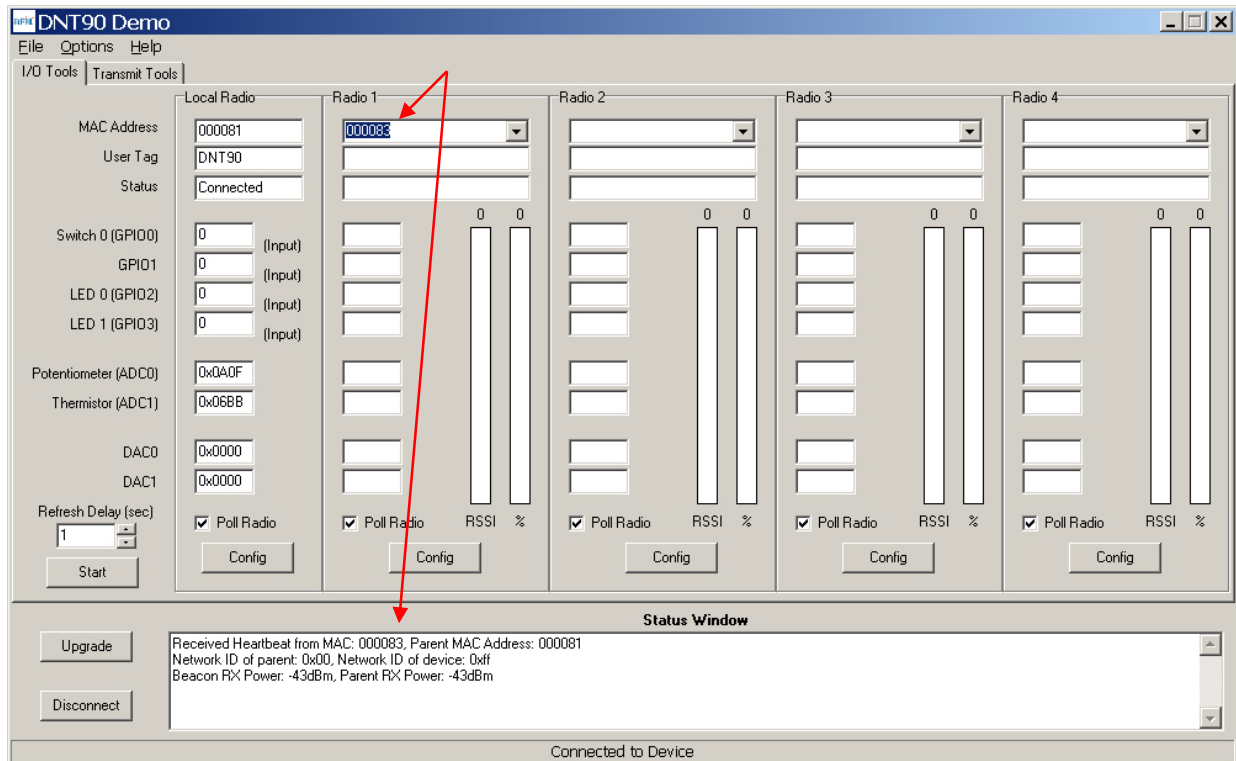 DNT90 Demo
File Options Help
I/O Tools Transmit Tools
Local Radio Radio 1 Radio 2 Radio 3 Radio 4
MAC Address 000081 000083
User Tag DNT90
Status Connected
0 0 0 0 0 0 0 0
Switch 0 (GPIO0) 0 (Input)
GPIO1 0 (Input)
LED 0 (GPIO2) 0 (Input)
LED 1 (GPIO3) 0 (Input)
Potentiometer (ADC0) 0x0A0F
Thermistor (ADC1) 0x06BB
DAC0 0x0000
DAC1 0x0000
Refresh Delay (sec)
1
Poll Radio Poll Radio RSSI % Poll Radio RSSI % Poll Radio RSSI % Poll Radio RSSI %
Start Config Config Config Config Config
Status Window
Upgrade
Disconnect
Received Heartbeat from MAC: 000083, Parent MAC Address: 000081
Network ID of parent: 0x00, Network ID of device: 0xff
Beacon RX Power: -43dBm, Parent RX Power: -43dBm
Connected to Device